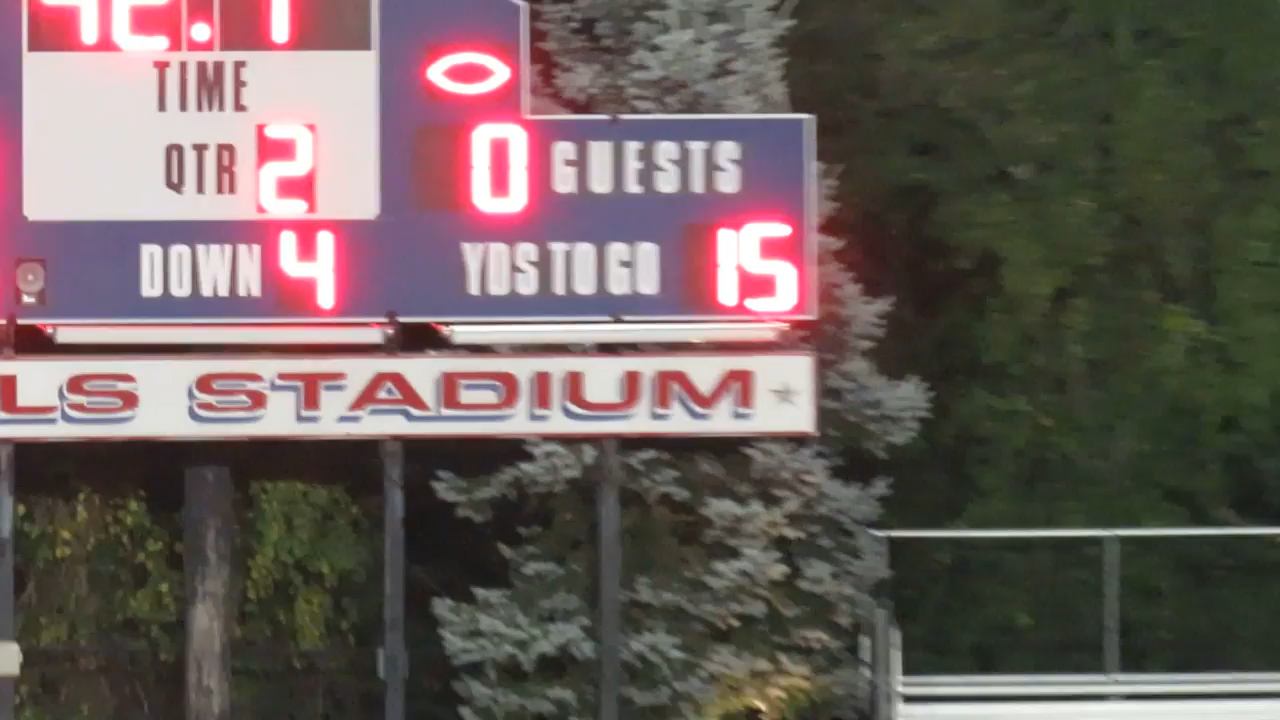 TIME
QTR 2
0 GUESTS
DOWN 4 YDS TO GO 15
LS STADIUM